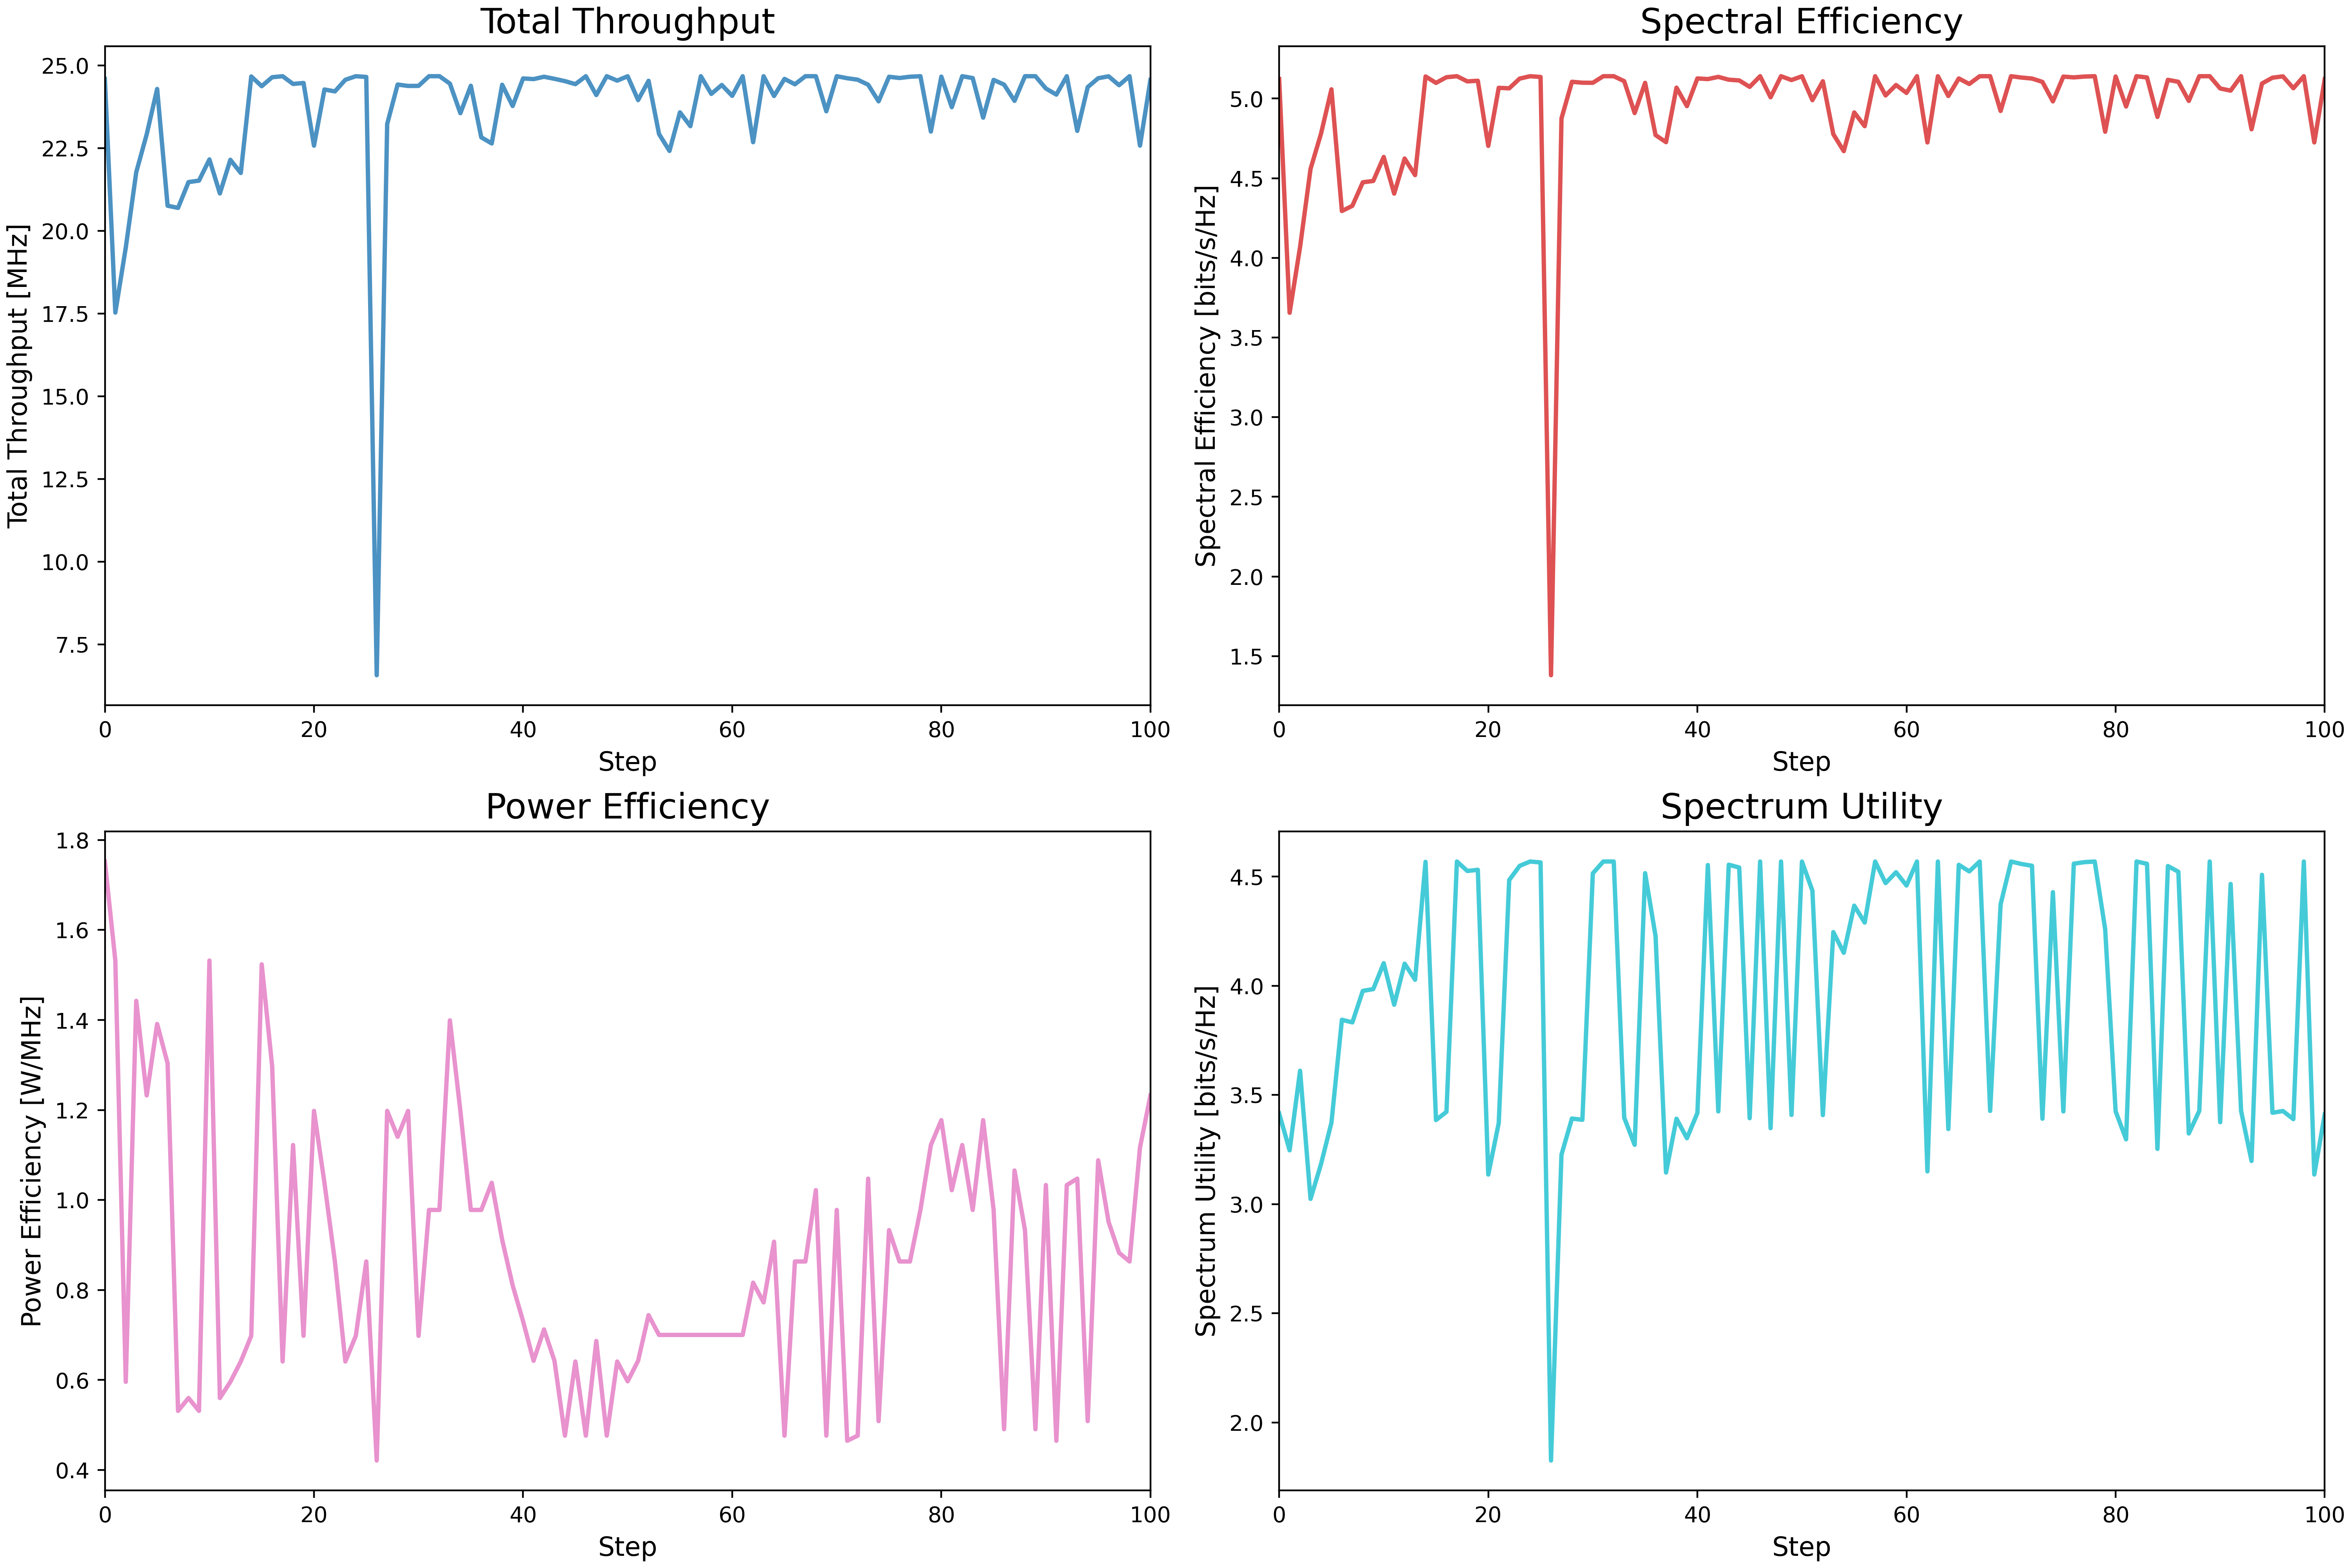 Total Throughput
Total Throughput [MHz]
25.0
22.5
20.0
17.5
15.0
12.5
10.0
7.5
0 20 40 60 80 100
Step
Spectral Efficiency
Spectral Efficiency [bits/s/Hz]
5.0
4.5
4.0
3.5
3.0
2.5
2.0
1.5
0 20 40 60 80 100
Step
Power Efficiency
Power Efficiency [W/MHz]
1.8
1.6
1.4
1.2
1.0
0.8
0.6
0.4
0 20 40 60 80 100
Step
Spectrum Utility
Spectrum Utility [bits/s/Hz]
4.5
4.0
3.5
3.0
2.5
2.0
0 20 40 60 80 100
Step